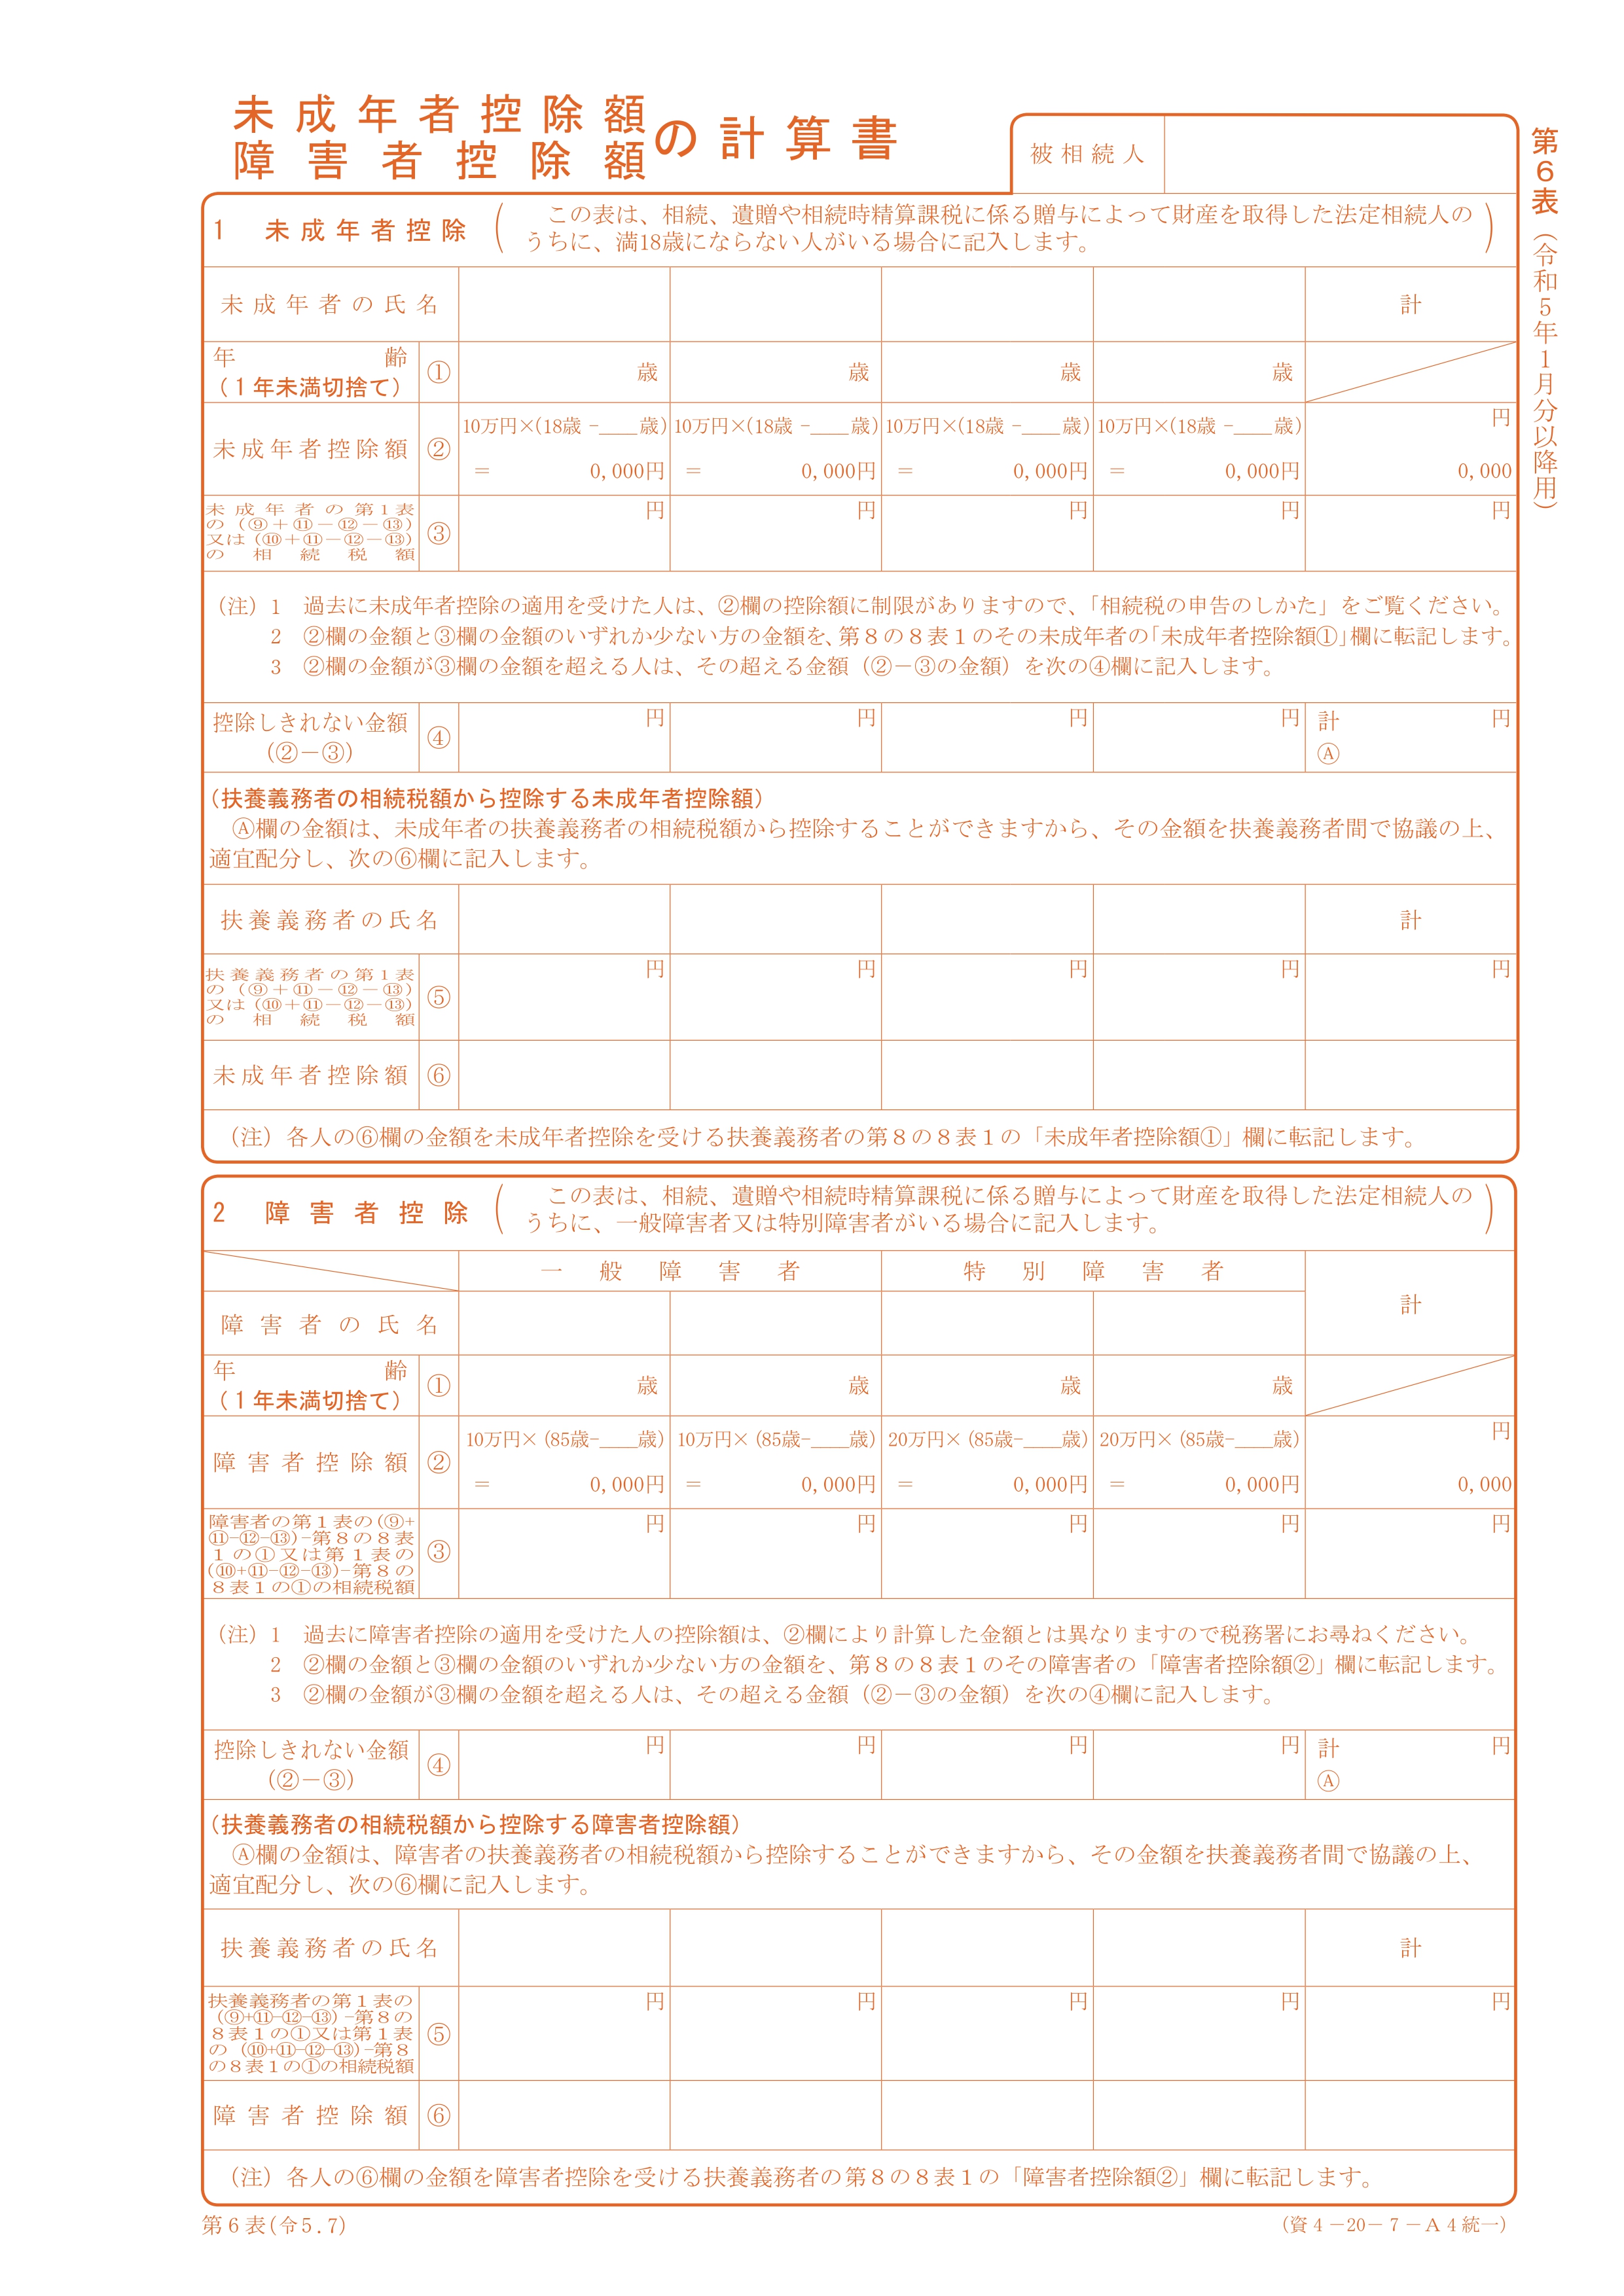 未成年者控除額
障害者控除額
の計算書
被相続人
第6表（令和5年1月分以降用）
1 未成年者控除
（この表は、相続、遺贈や相続時精算課税に係る贈与によって財産を取得した法定相続人の
うちに、満18歳にならない人がいる場合に記入します。）
未成年者の氏名 計
年齢
（１年未満切捨て） ① 歳 歳 歳 歳
未成年者控除額 ② 10万円×(18歳 −＿＿歳) 10万円×(18歳 −＿＿歳) 10万円×(18歳 −＿＿歳) 10万円×(18歳 −＿＿歳) 円
＝ 0,000円 ＝ 0,000円 ＝ 0,000円 ＝ 0,000円 0,000
未成年者の第1表
の（⑨＋⑪－⑫－⑬）
又は（⑩＋⑪－⑫－⑬）
の相続税額
③ 円 円 円 円 円
（注）1 過去に未成年者控除の適用を受けた人は、②欄の控除額に制限がありますので、「相続税の申告のしかた」をご覧ください。
2 ②欄の金額と③欄の金額のいずれか少ない方の金額を、第８の８表１のその未成年者の「未成年者控除額①」欄に転記します。
3 ②欄の金額が③欄の金額を超える人は、その超える金額（②－③の金額）を次の④欄に記入します。
控除しきれない金額
（②－③）
④ 円 円 円 円 計 円
Ⓐ
（扶養義務者の相続税額から控除する未成年者控除額）
Ⓐ欄の金額は、未成年者の扶養義務者の相続税額から控除することができますから、その金額を扶養義務者間で協議の上、
適宜配分し、次の⑥欄に記入します。
扶養義務者の氏名 計
扶養義務者の第1表
の（⑨＋⑪－⑫－⑬）
又は（⑩＋⑪－⑫－⑬）
の相続税額
⑤ 円 円 円 円 円
未成年者控除額 ⑥
（注）各人の⑥欄の金額を未成年者控除を受ける扶養義務者の第８の８表１の「未成年者控除額①」欄に転記します。
2 障害者控除
（この表は、相続、遺贈や相続時精算課税に係る贈与によって財産を取得した法定相続人の
うちに、一般障害者又は特別障害者がいる場合に記入します。）
一般障害者 特別障害者 計
障害者の氏名
年齢
（１年未満切捨て） ① 歳 歳 歳 歳
障害者控除額 ② 10万円×(85歳−＿＿歳) 10万円×(85歳−＿＿歳) 20万円×(85歳−＿＿歳) 20万円×(85歳−＿＿歳) 円
＝ 0,000円 ＝ 0,000円 ＝ 0,000円 ＝ 0,000円 0,000
障害者の第１表の(⑨+
⑪-⑫-⑬)-第８の８表
１の①又は第１表の
(⑩+⑪-⑫-⑬)-第８の
８表１の①の相続税額
③ 円 円 円 円 円
（注）1 過去に障害者控除の適用を受けた人の控除額は、②欄により計算した金額とは異なりますので税務署にお尋ねください。
2 ②欄の金額と③欄の金額のいずれか少ない方の金額を、第８の８表１のその障害者の「障害者控除額②」欄に転記します。
3 ②欄の金額が③欄の金額を超える人は、その超える金額（②－③の金額）を次の④欄に記入します。
控除しきれない金額
（②－③）
④ 円 円 円 円 計 円
Ⓐ
（扶養義務者の相続税額から控除する障害者控除額）
Ⓐ欄の金額は、障害者の扶養義務者の相続税額から控除することができますから、その金額を扶養義務者間で協議の上、
適宜配分し、次の⑥欄に記入します。
扶養義務者の氏名 計
扶養義務者の第１表の
(⑨+⑪-⑫-⑬)-第８の
８表１の①又は第１表
の(⑩+⑪-⑫-⑬)-第８
の８表１の①の相続税額
⑤ 円 円 円 円 円
障害者控除額 ⑥
（注）各人の⑥欄の金額を障害者控除を受ける扶養義務者の第８の８表１の「障害者控除額②」欄に転記します。
第６表(令5.7)
（資４－20－７－Ａ４統一）